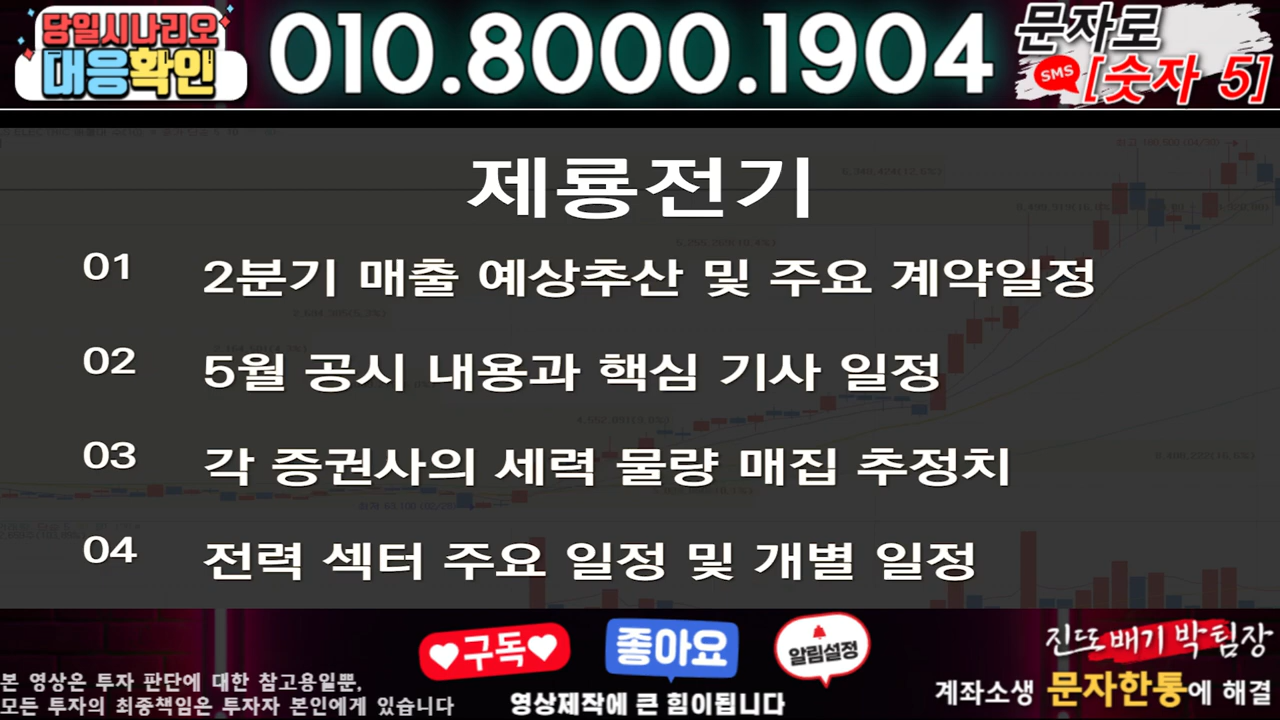 당일시나리오
대응확인
010.8000.1904
문자로
SMS [숫자 5]
제룡전기
01 2분기 매출 예상추산 및 주요 계약일정
02 5월 공시 내용과 핵심 기사 일정
03 각 증권사의 세력 물량 매집 추정치
04 전력 섹터 주요 일정 및 개별 일정
구독
좋아요
알림설정
영상제작에 큰 힘이됩니다
본 영상은 투자 판단에 대한 참고용일뿐,
모든 투자의 최종책임은 투자자 본인에게 있습니다
진또배기 박팀장
계좌소생 문자한통에 해결